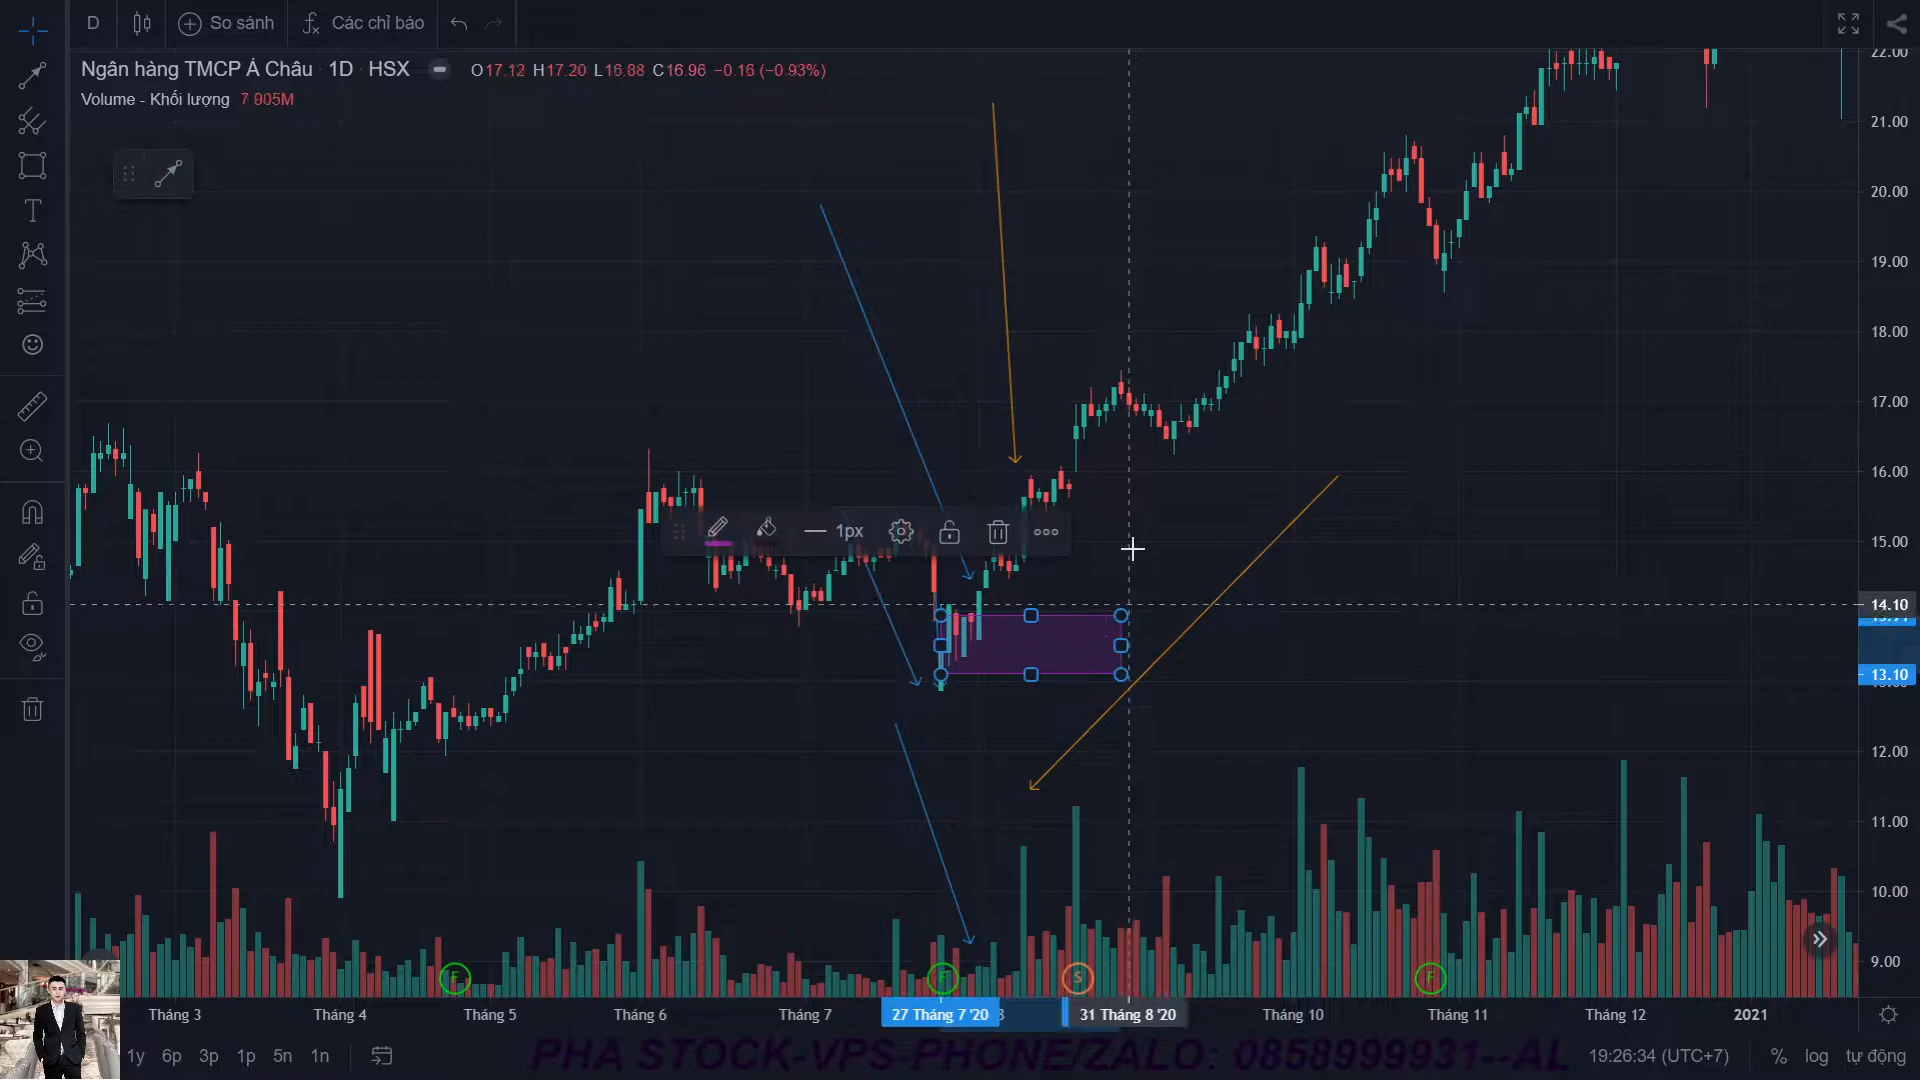 D So sánh Các chỉ báo
Ngân hàng TMCP Á Châu · 1D · HSX O17.12 H17.20 L16.88 C16.96 −0.16 (−0.93%)
Volume - Khối lượng 7.905M
22.00
21.00
20.00
19.00
18.00
17.00
16.00
1px
15.00
14.10
13.10
12.00
11.00
10.00
9.00
F F S F
Tháng 3 Tháng 4 Tháng 5 Tháng 6 Tháng 7 27 Tháng 7 '20 31 Tháng 8 '20 Tháng 10 Tháng 11 Tháng 12 2021
1y 6p 3p 1p 5n 1n 19:26:34 (UTC+7) % log tự động
PHA STOCK-VPS-PHONE/ZALO: 0858999931--AL